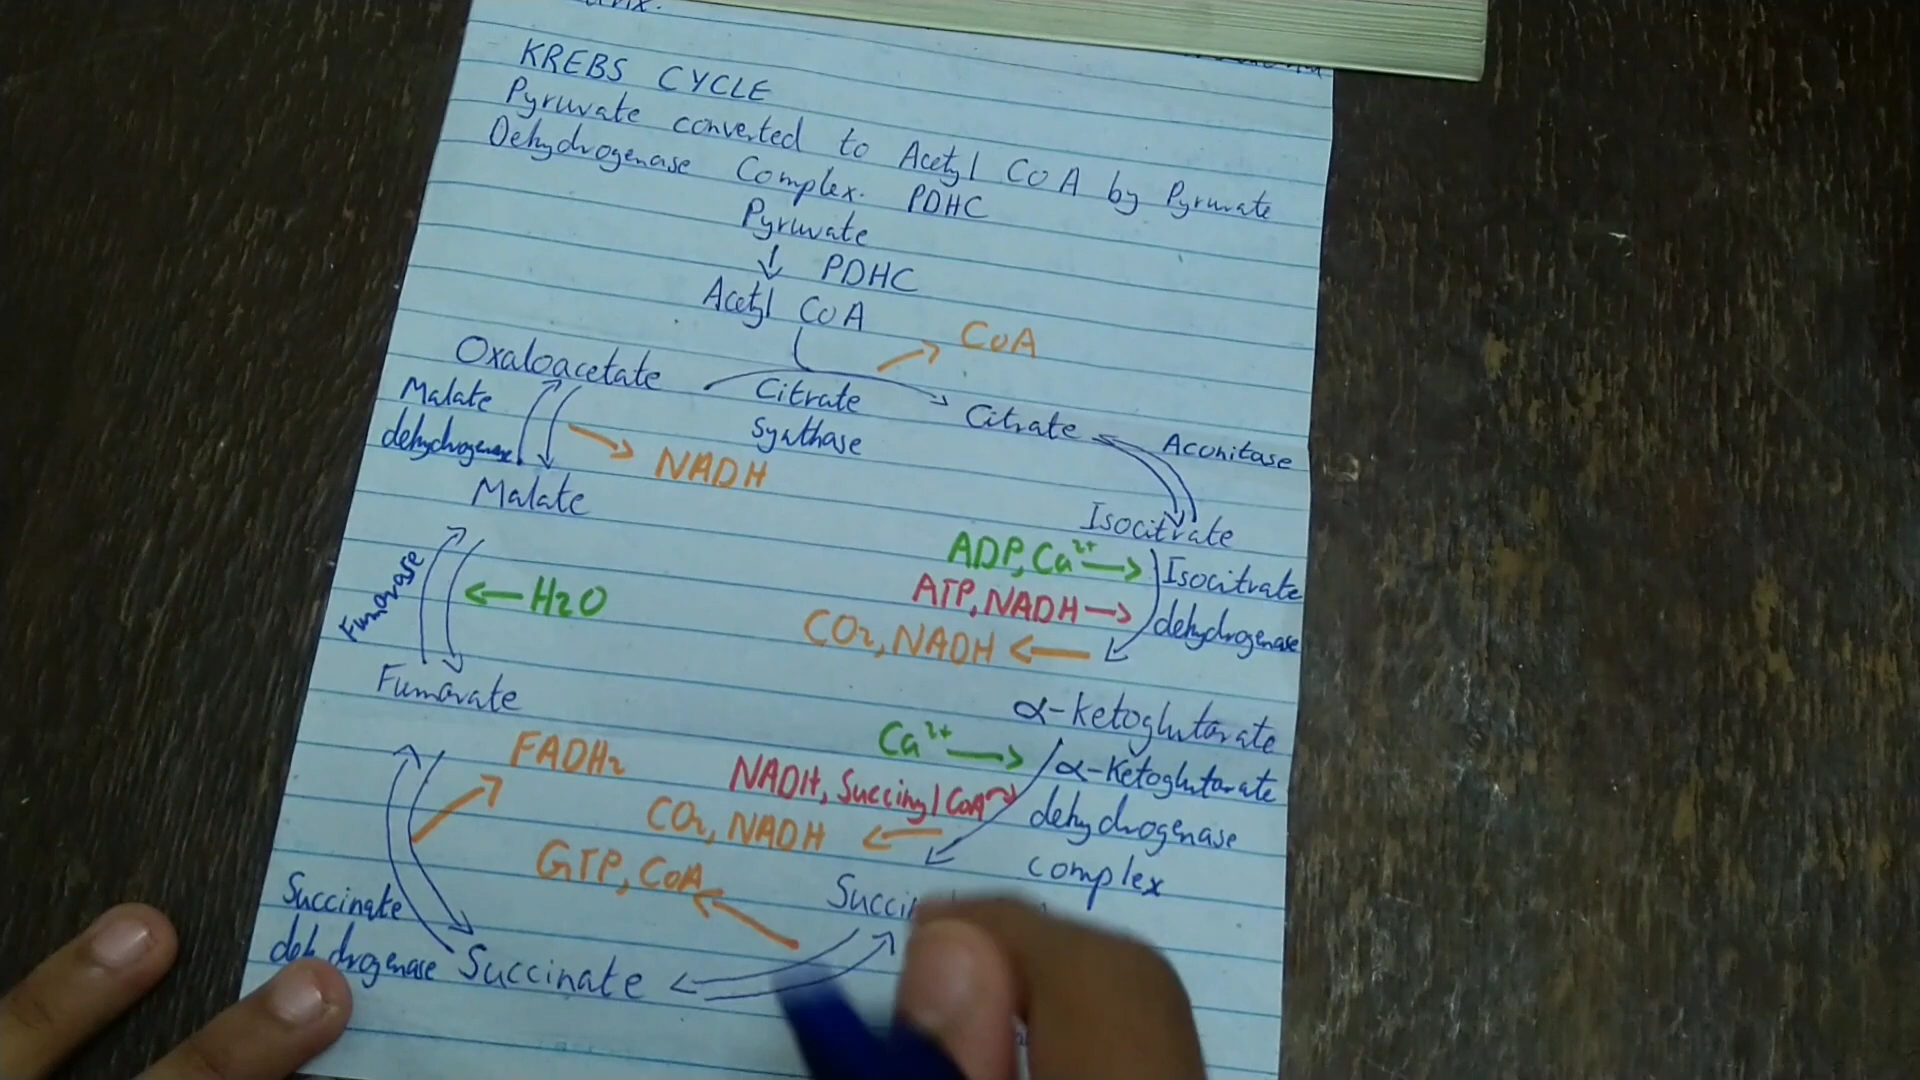 KREBS CYCLE
Pyruvate converted to Acetyl CoA by Pyruvate
Dehydrogenase Complex. PDHC
Pyruvate
PDHC
Acetyl CoA
CoA
Oxaloacetate
Citrate
Synthase
Citrate
Aconitase
Malate
dehydrogenase
NADH
Malate
Isocitrate
ADP, Ca²⁺
Isocitrate
dehydrogenase
ATP, NADH
CO₂, NADH
Fumarase
H2O
Fumarate
α-ketoglutarate
Ca²⁺
α-Ketoglutarate
dehydrogenase
complex
FADH₂
NADH, Succinyl CoA
CO₂, NADH
GTP, CoA
Succinate
dehydrogenase
Succinate